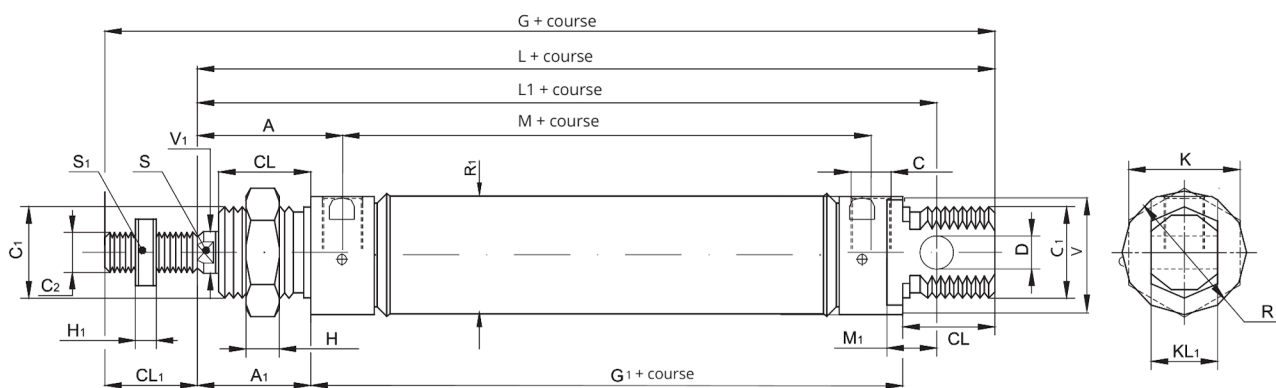 G + course
L + course
L1 + course
M + course
A
V1
S1
S
CL
R1
C
K
C1
C2
D
C1
V
H1
H
M1
CL
R
KL1
CL1
A1
G1 + course